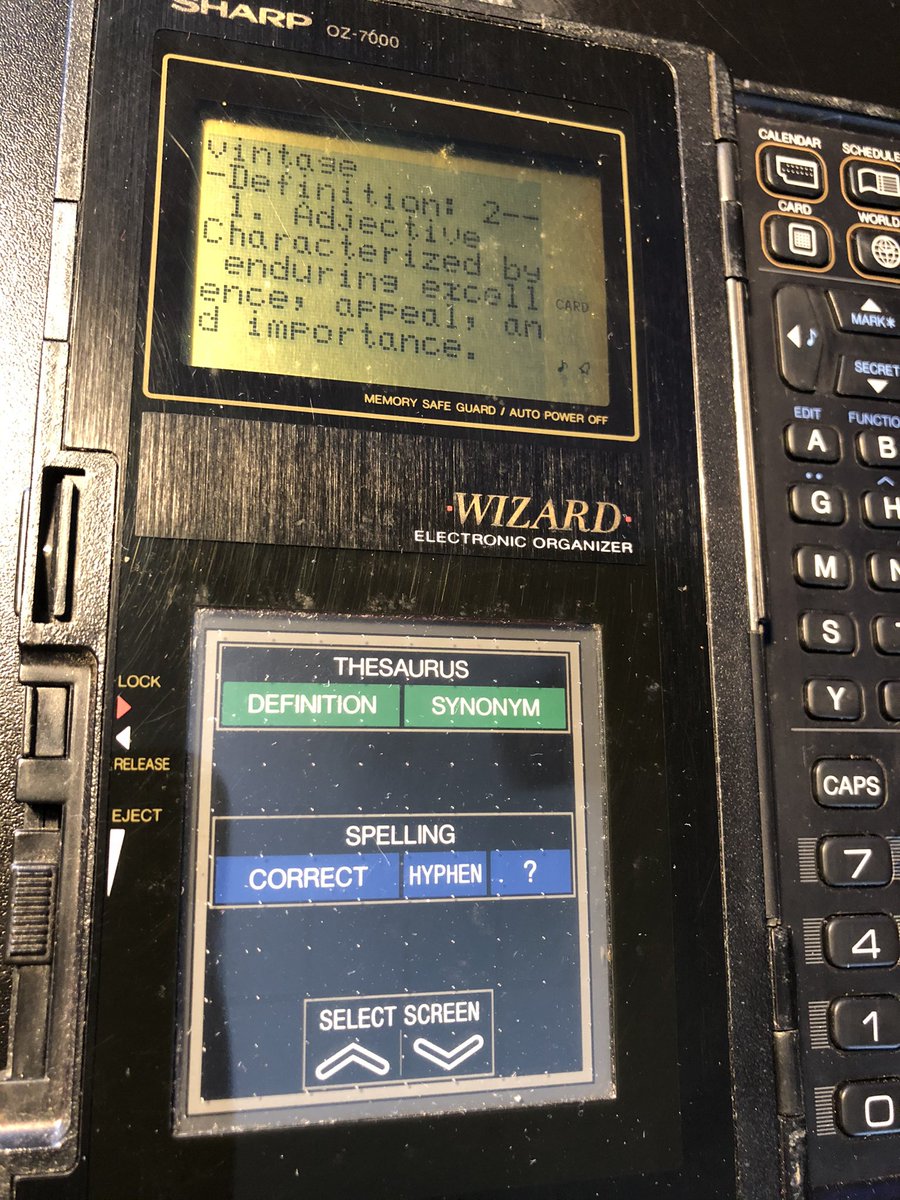 SHARP OZ-7000
vintage
-Definition: 2--
1. Adjective
Characterized by
enduring excell
ence, appeal, an
d importance.
CARD
MEMORY SAFE GUARD / AUTO POWER OFF
WIZARD
ELECTRONIC ORGANIZER
THESAURUS
DEFINITION SYNONYM
SPELLING
CORRECT HYPHEN ?
SELECT SCREEN
LOCK
RELEASE
EJECT
CALENDAR SCHEDULE
CARD WORLD
MARK*
SECRET
EDIT FUNCTIO
A B
G H
M N
S
Y
CAPS
7
4
1
0